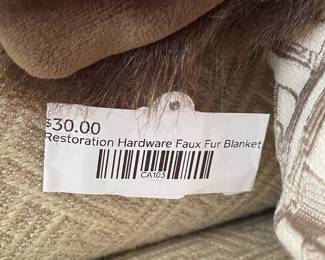 $30.00
Restoration Hardware Faux Fur Blanket
CA103